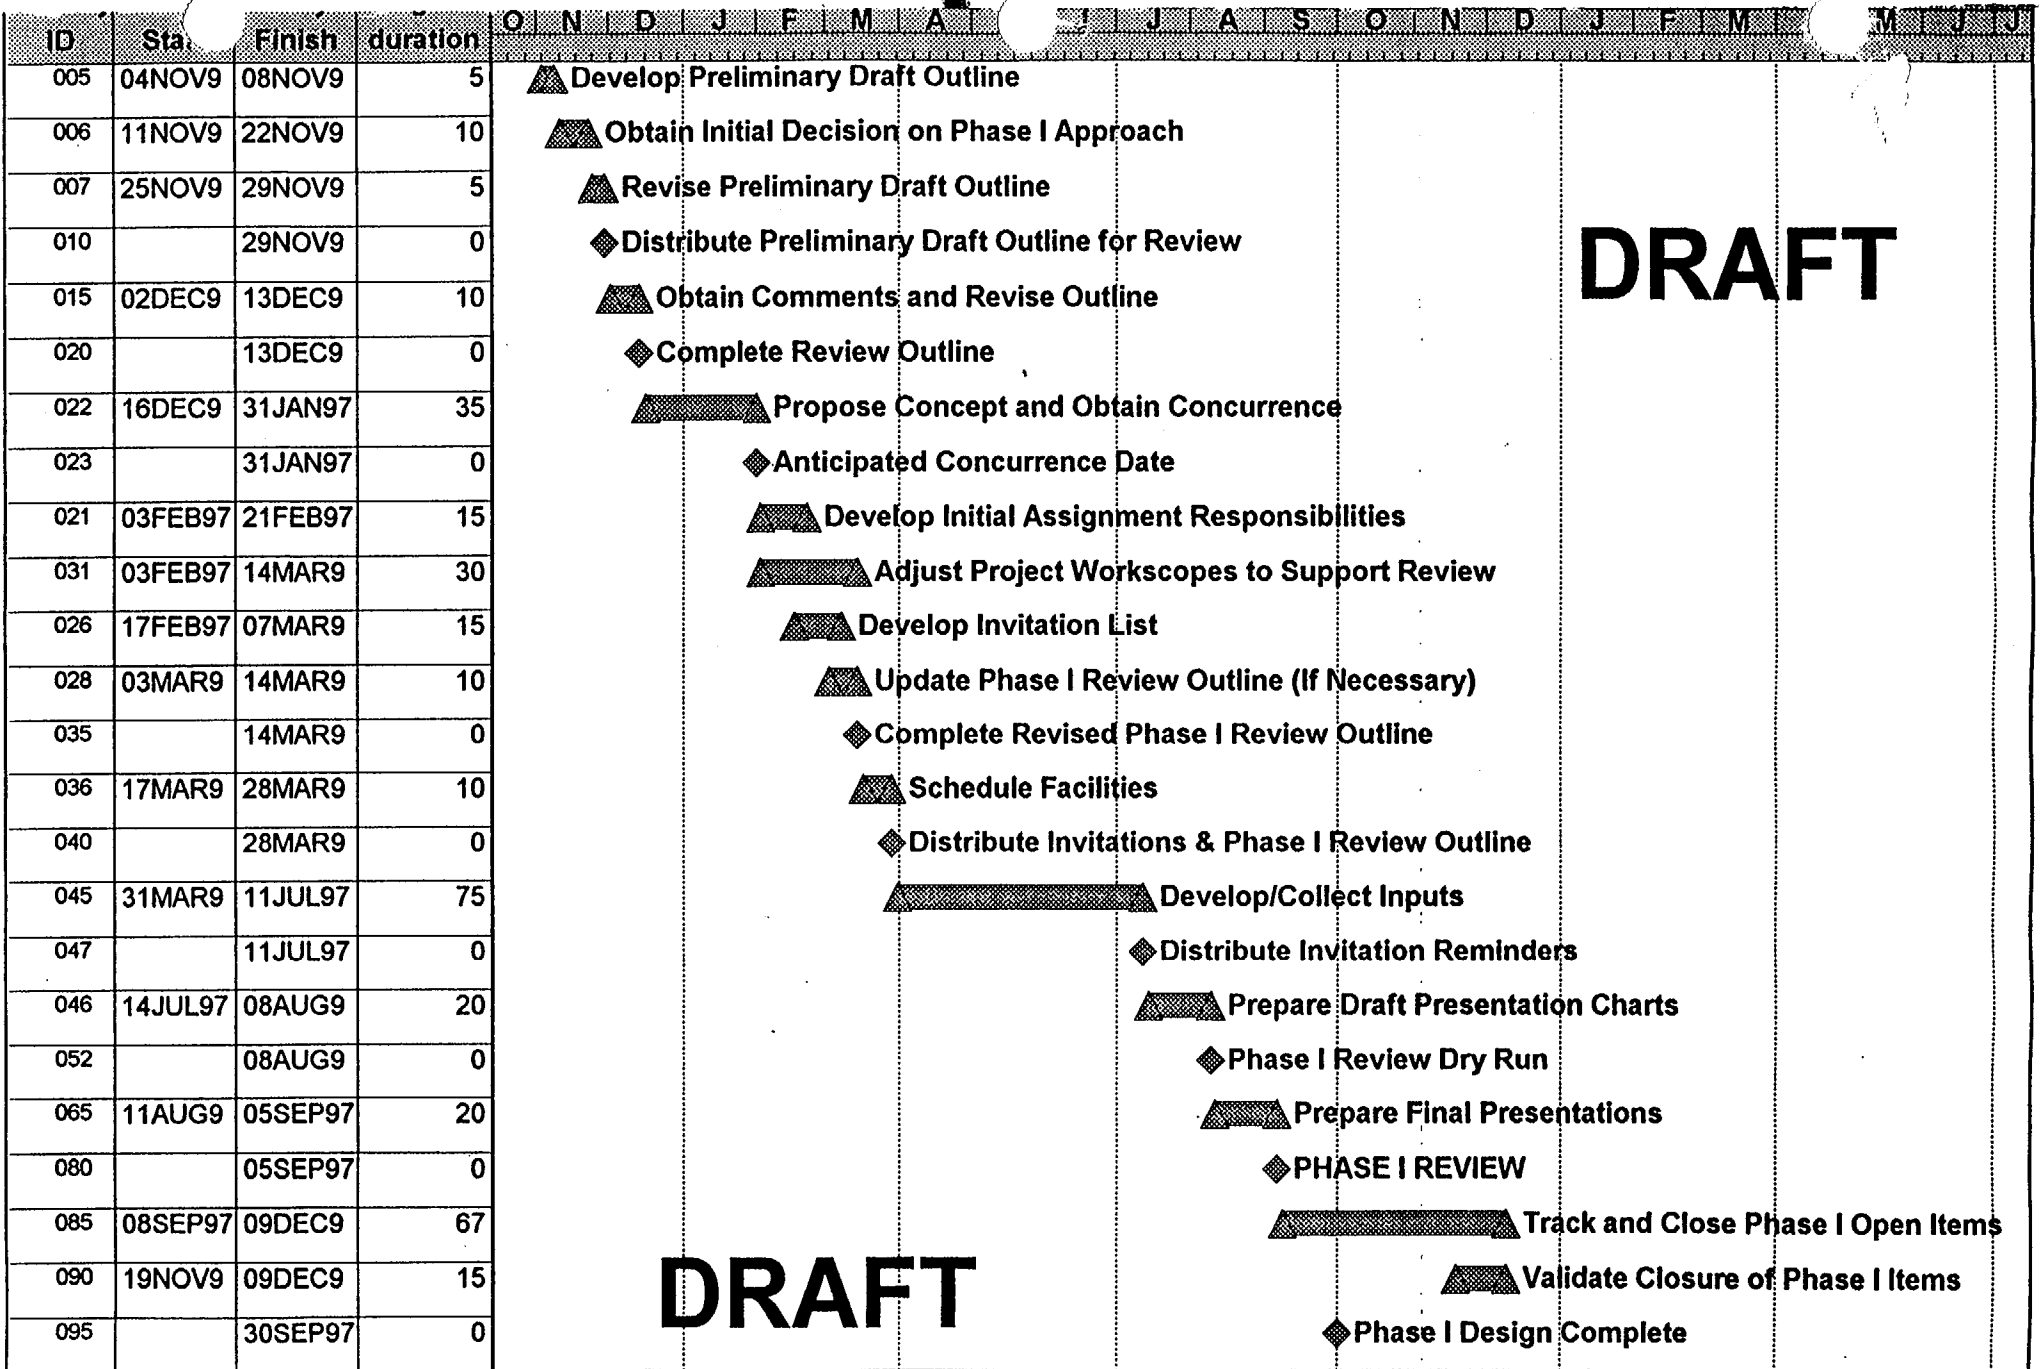 O N D J F M A J A S O N D J F M M J J
ID Sta Finish duration
005 04NOV9 08NOV9 5 Develop Preliminary Draft Outline
006 11NOV9 22NOV9 10 Obtain Initial Decision on Phase I Approach
007 25NOV9 29NOV9 5 Revise Preliminary Draft Outline
010 29NOV9 0 Distribute Preliminary Draft Outline for Review
DRAFT
015 02DEC9 13DEC9 10 Obtain Comments and Revise Outline
020 13DEC9 0 Complete Review Outline
022 16DEC9 31JAN97 35 Propose Concept and Obtain Concurrence
023 31JAN97 0 Anticipated Concurrence Date
021 03FEB97 21FEB97 15 Develop Initial Assignment Responsibilities
031 03FEB97 14MAR9 30 Adjust Project Workscopes to Support Review
026 17FEB97 07MAR9 15 Develop Invitation List
028 03MAR9 14MAR9 10 Update Phase I Review Outline (If Necessary)
035 14MAR9 0 Complete Revised Phase I Review Outline
036 17MAR9 28MAR9 10 Schedule Facilities
040 28MAR9 0 Distribute Invitations & Phase I Review Outline
045 31MAR9 11JUL97 75 Develop/Collect Inputs
047 11JUL97 0 Distribute Invitation Reminders
046 14JUL97 08AUG9 20 Prepare Draft Presentation Charts
052 08AUG9 0 Phase I Review Dry Run
065 11AUG9 05SEP97 20 Prepare Final Presentations
080 05SEP97 0 PHASE I REVIEW
085 08SEP97 09DEC9 67 Track and Close Phase I Open Items
090 19NOV9 09DEC9 15 Validate Closure of Phase I Items
DRAFT
095 30SEP97 0 Phase I Design Complete